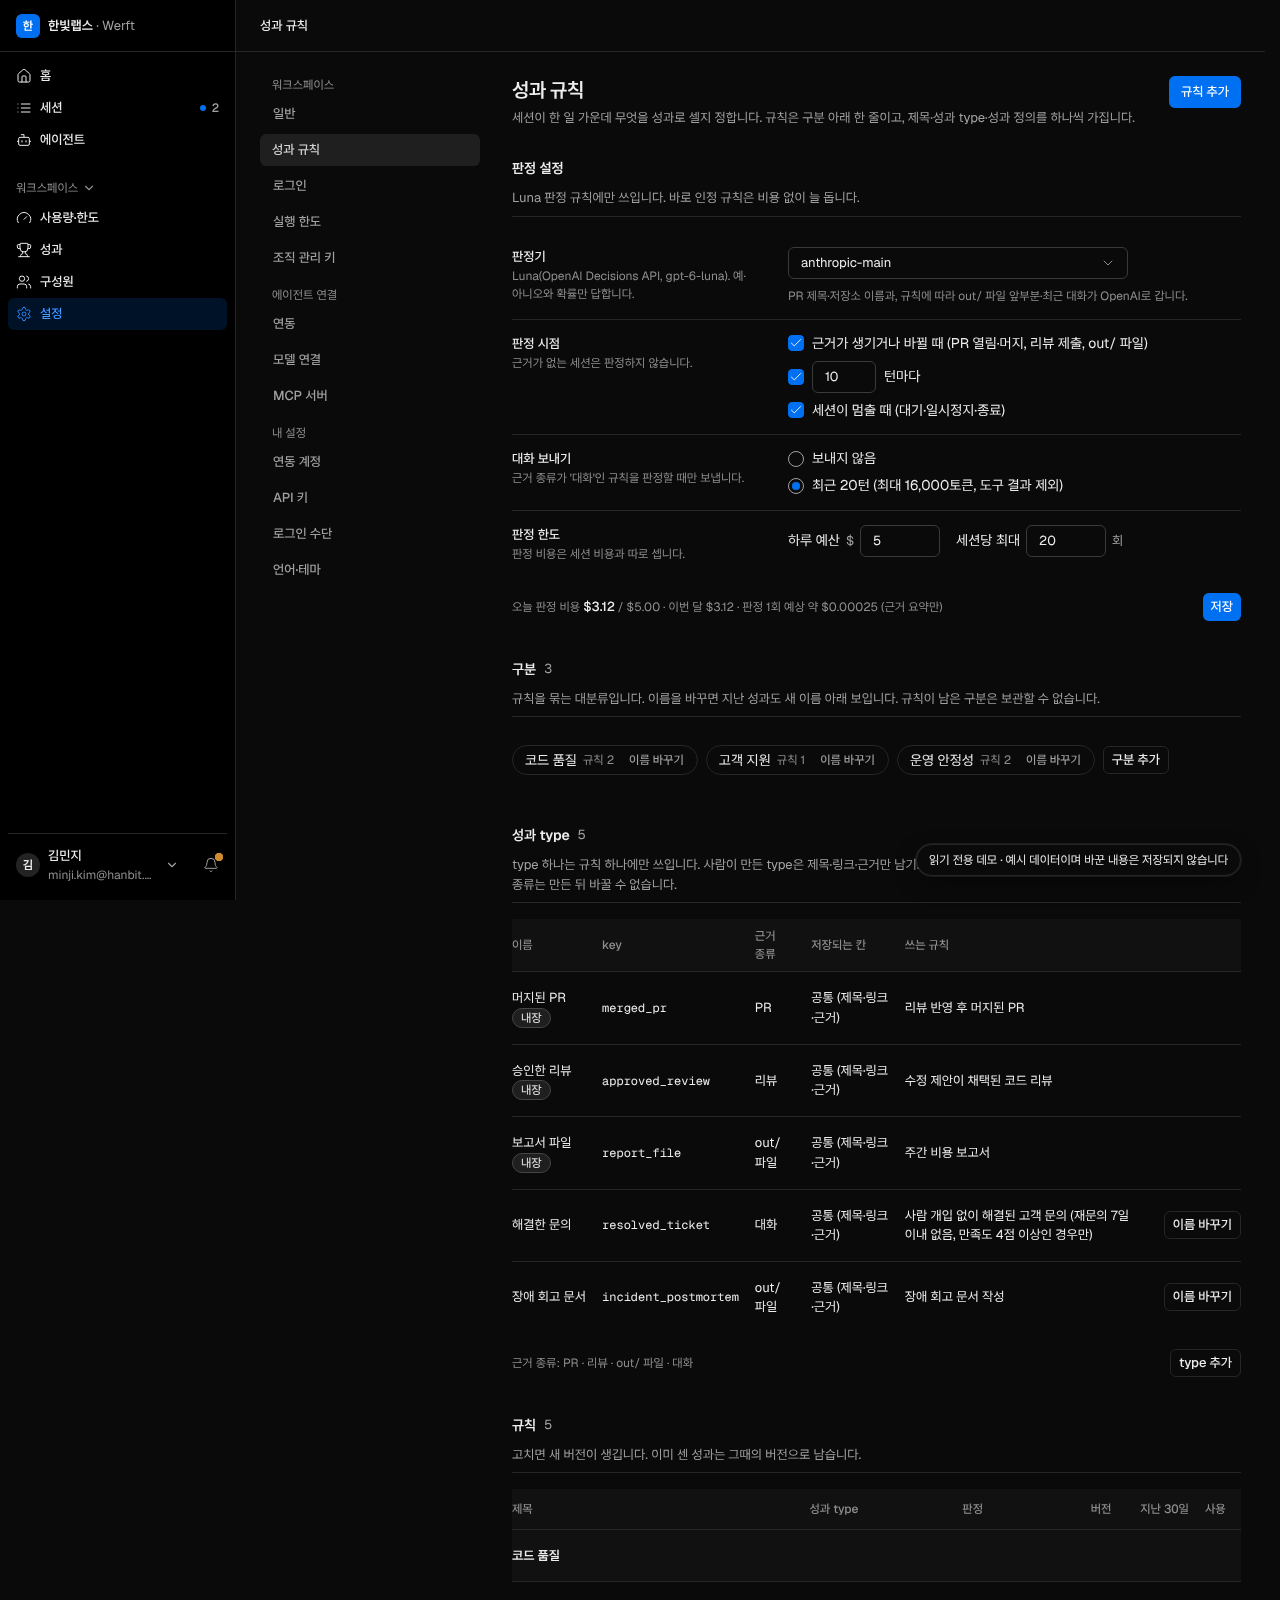 한 한빛랩스 · Werft
홈
세션 2
에이전트
워크스페이스
사용량·한도
성과
구성원
설정
김 김민지
minji.kim@hanbit....
성과 규칙
워크스페이스
일반
성과 규칙
로그인
실행 한도
조직 관리 키
에이전트 연결
연동
모델 연결
MCP 서버
내 설정
연동 계정
API 키
로그인 수단
언어·테마
성과 규칙
규칙 추가
세션이 한 일 가운데 무엇을 성과로 셀지 정합니다. 규칙은 구분 아래 한 줄이고, 제목·성과 type·성과 정의를 하나씩 가집니다.
판정 설정
Luna 판정 규칙에만 쓰입니다. 바로 인정 규칙은 비용 없이 늘 돕니다.
판정기
Luna(OpenAI Decisions API, gpt-6-luna). 예·
아니오와 확률만 답합니다.
anthropic-main
PR 제목·저장소 이름과, 규칙에 따라 out/ 파일 앞부분·최근 대화가 OpenAI로 갑니다.
판정 시점
근거가 없는 세션은 판정하지 않습니다.
근거가 생기거나 바뀔 때 (PR 열림·머지, 리뷰 제출, out/ 파일)
10 턴마다
세션이 멈출 때 (대기·일시정지·종료)
대화 보내기
근거 종류가 '대화'인 규칙을 판정할 때만 보냅니다.
보내지 않음
최근 20턴 (최대 16,000토큰, 도구 결과 제외)
판정 한도
판정 비용은 세션 비용과 따로 셉니다.
하루 예산 $ 5 세션당 최대 20 회
오늘 판정 비용 $3.12 / $5.00 · 이번 달 $3.12 · 판정 1회 예상 약 $0.00025 (근거 요약만)
저장
구분 3
규칙을 묶는 대분류입니다. 이름을 바꾸면 지난 성과도 새 이름 아래 보입니다. 규칙이 남은 구분은 보관할 수 없습니다.
코드 품질 규칙 2 이름 바꾸기 고객 지원 규칙 1 이름 바꾸기 운영 안정성 규칙 2 이름 바꾸기 구분 추가
성과 type 5
type 하나는 규칙 하나에만 쓰입니다. 사람이 만든 type은 제목·링크·근거만 남기
종류는 만든 뒤 바꿀 수 없습니다.
읽기 전용 데모 · 예시 데이터이며 바꾼 내용은 저장되지 않습니다
이름 key 근거 종류 저장되는 칸 쓰는 규칙
머지된 PR 내장 merged_pr PR 공통 (제목·링크·근거) 리뷰 반영 후 머지된 PR
승인한 리뷰 내장 approved_review 리뷰 공통 (제목·링크·근거) 수정 제안이 채택된 코드 리뷰
보고서 파일 내장 report_file out/ 파일 공통 (제목·링크·근거) 주간 비용 보고서
해결한 문의 resolved_ticket 대화 공통 (제목·링크·근거) 사람 개입 없이 해결된 고객 문의 (재문의 7일 이내 없음, 만족도 4점 이상인 경우만) 이름 바꾸기
장애 회고 문서 incident_postmortem out/ 파일 공통 (제목·링크·근거) 장애 회고 문서 작성 이름 바꾸기
근거 종류: PR · 리뷰 · out/ 파일 · 대화
type 추가
규칙 5
고치면 새 버전이 생깁니다. 이미 센 성과는 그때의 버전으로 남습니다.
제목 성과 type 판정 버전 지난 30일 사용
코드 품질